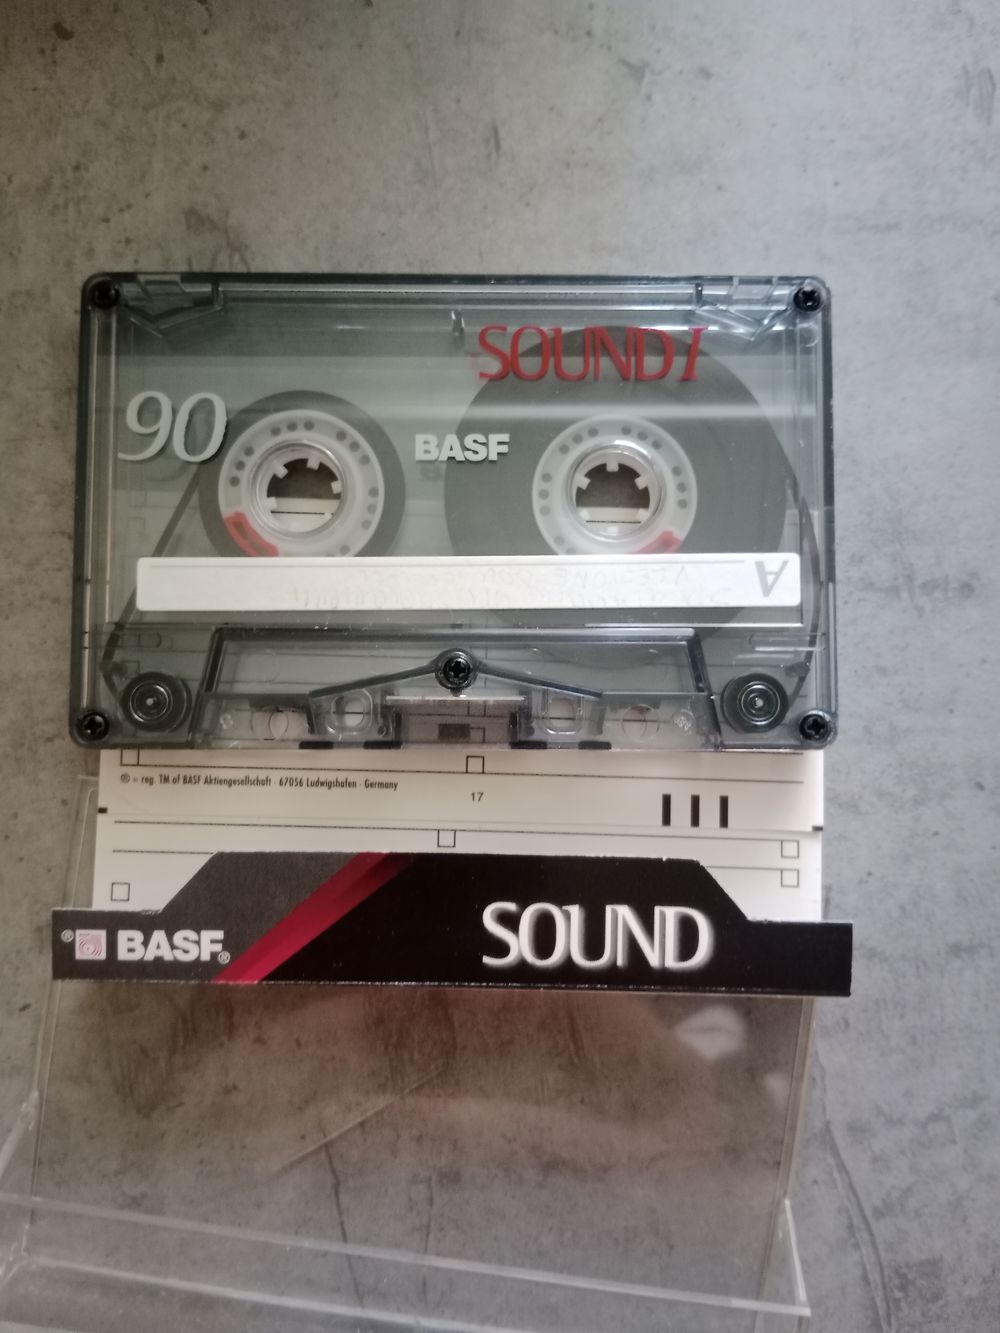 SOUND I
90
BASF
A
® = reg. TM of BASF Aktiengesellschaft · 67056 Ludwigshafen · Germany
17
® BASF®
SOUND